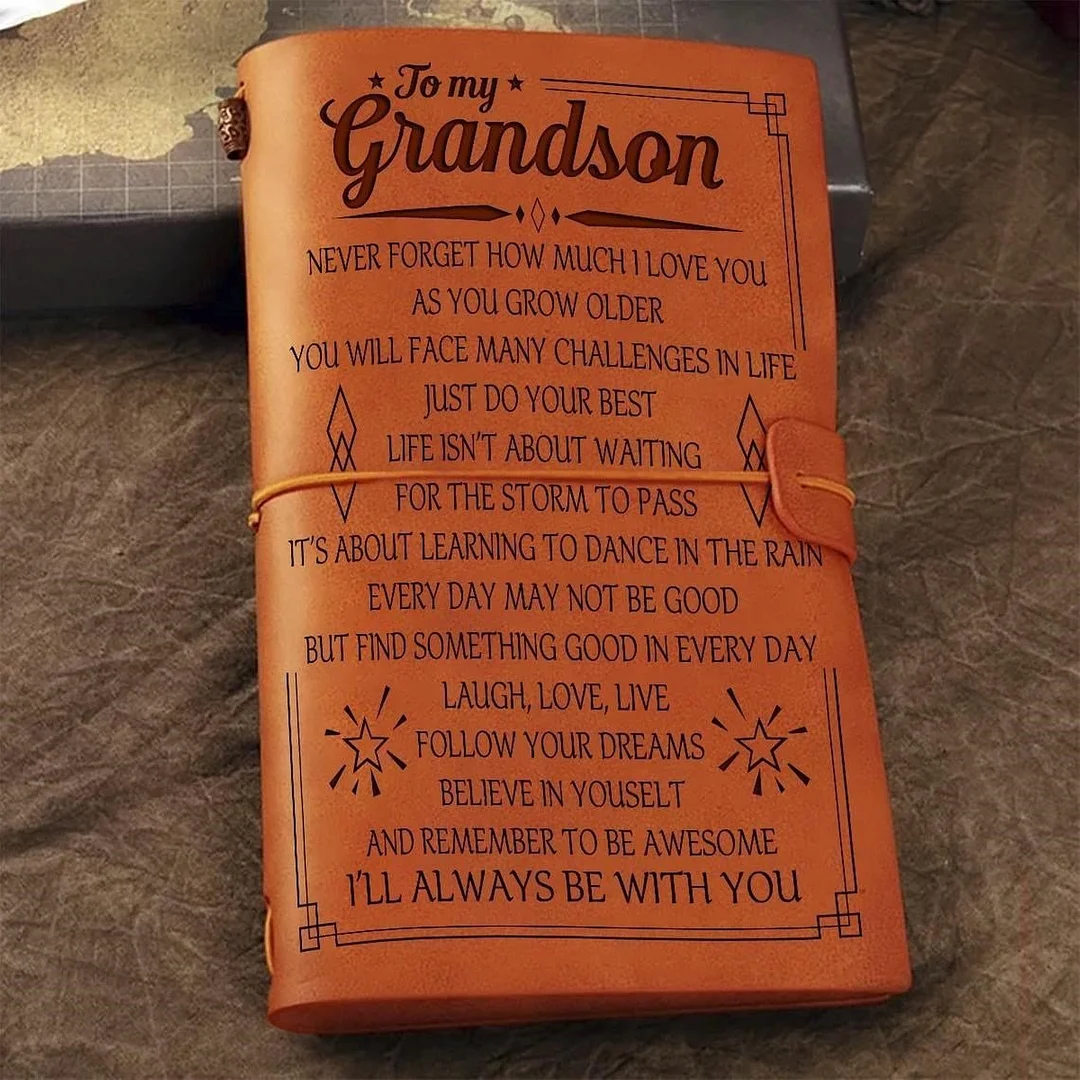 To my
Grandson
NEVER FORGET HOW MUCH I LOVE YOU
AS YOU GROW OLDER
YOU WILL FACE MANY CHALLENGES IN LIFE
JUST DO YOUR BEST
LIFE ISN'T ABOUT WAITING
FOR THE STORM TO PASS
IT'S ABOUT LEARNING TO DANCE IN THE RAIN
EVERY DAY MAY NOT BE GOOD
BUT FIND SOMETHING GOOD IN EVERY DAY
LAUGH, LOVE, LIVE
FOLLOW YOUR DREAMS
BELIEVE IN YOUSELT
AND REMEMBER TO BE AWESOME
I'LL ALWAYS BE WITH YOU